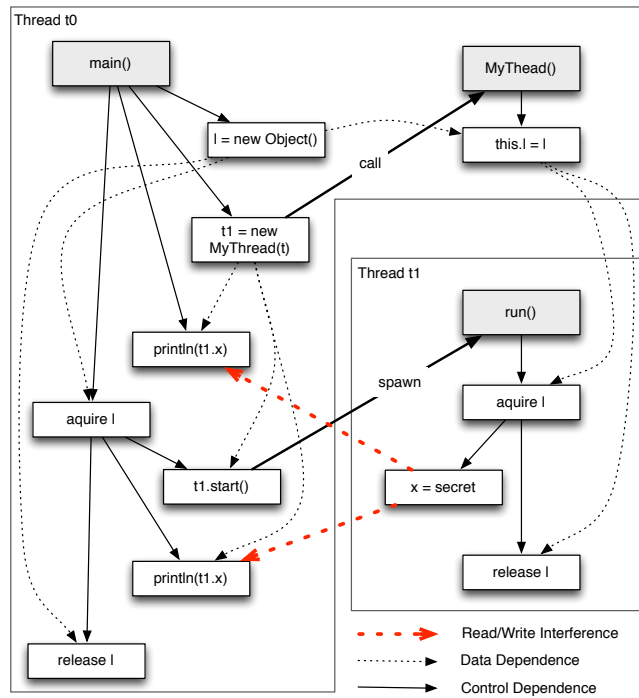 Thread t0
main()
MyThead()
l = new Object()
this.l = l
call
t1 = new
MyThread(t)
Thread t1
run()
println(t1.x)
spawn
aquire l
aquire l
t1.start()
x = secret
println(t1.x)
release l
release l
Read/Write Interference
Data Dependence
Control Dependence